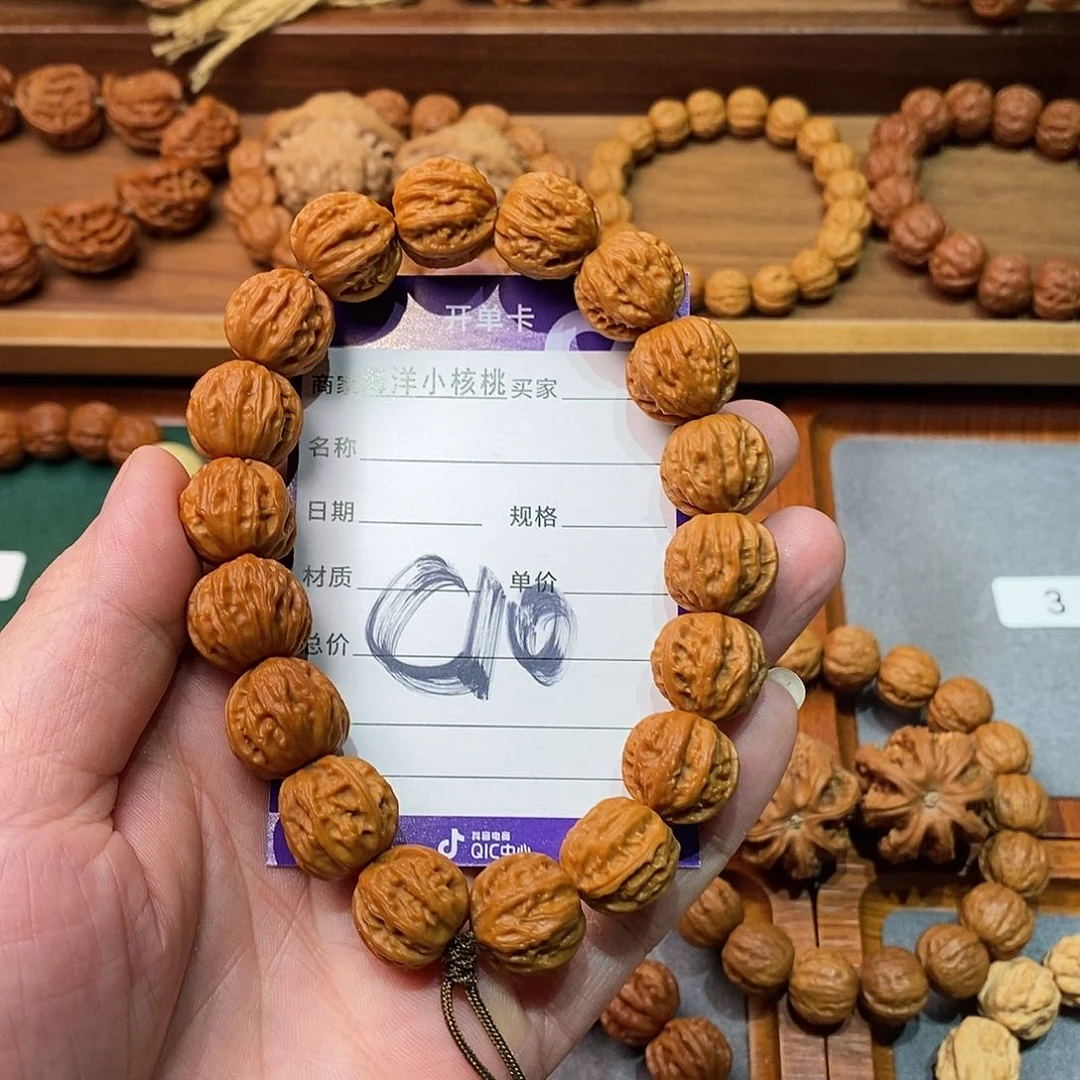 开单卡
商家 洋小核桃 买家
名称
日期 规格
材质 单价
总价
C10
抖音电商
QIC中心
3